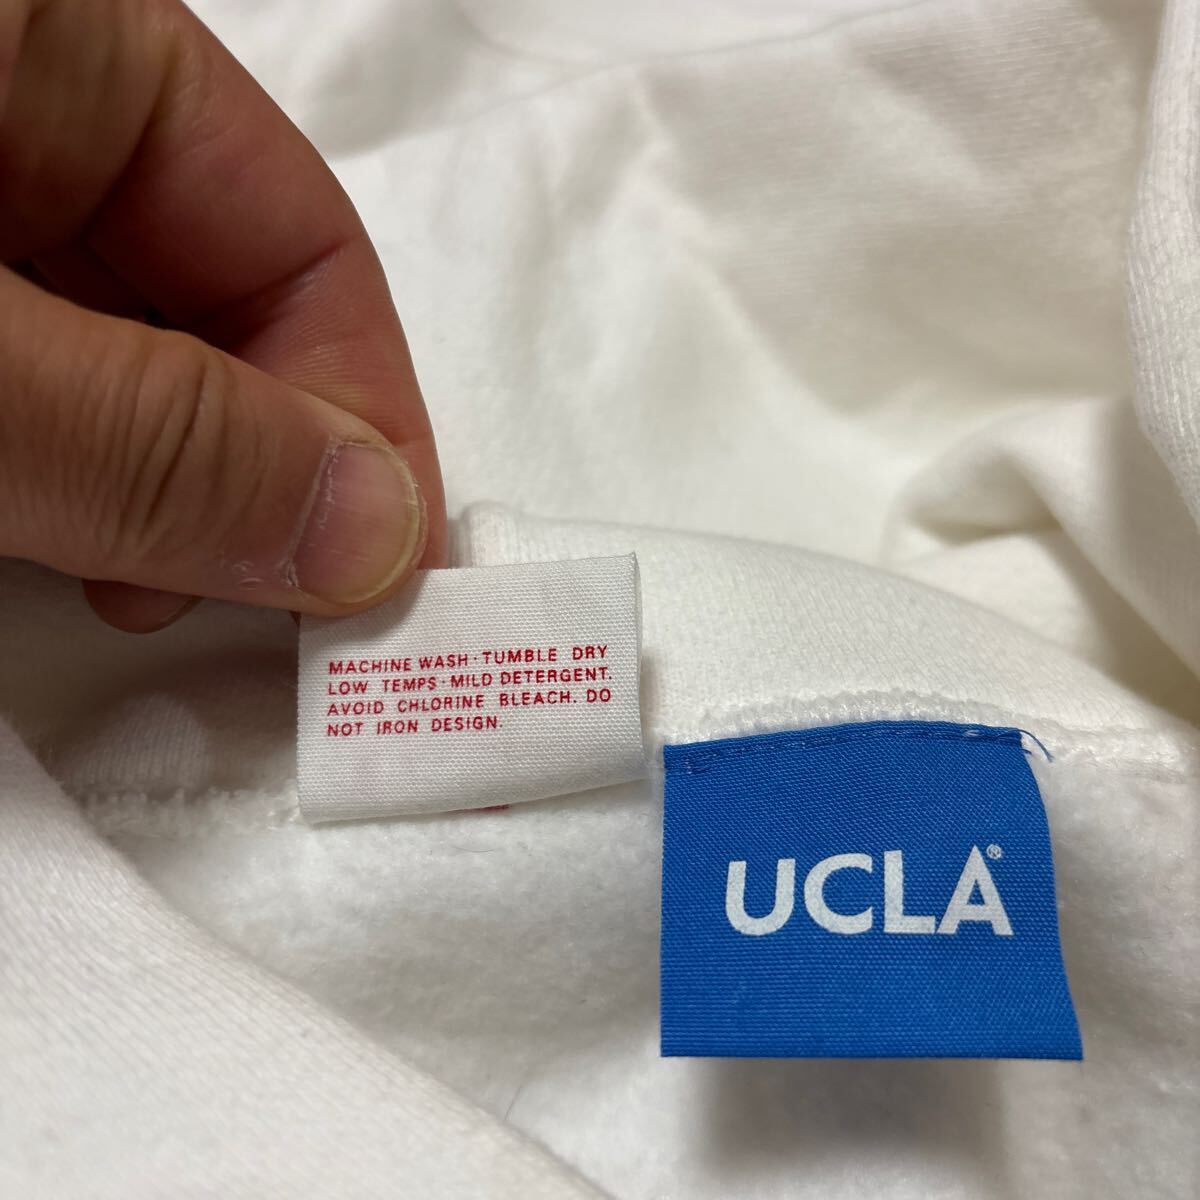 MACHINE WASH · TUMBLE DRY
LOW TEMPS · MILD DETERGENT.
AVOID CHLORINE BLEACH. DO
NOT IRON DESIGN.
UCLA®